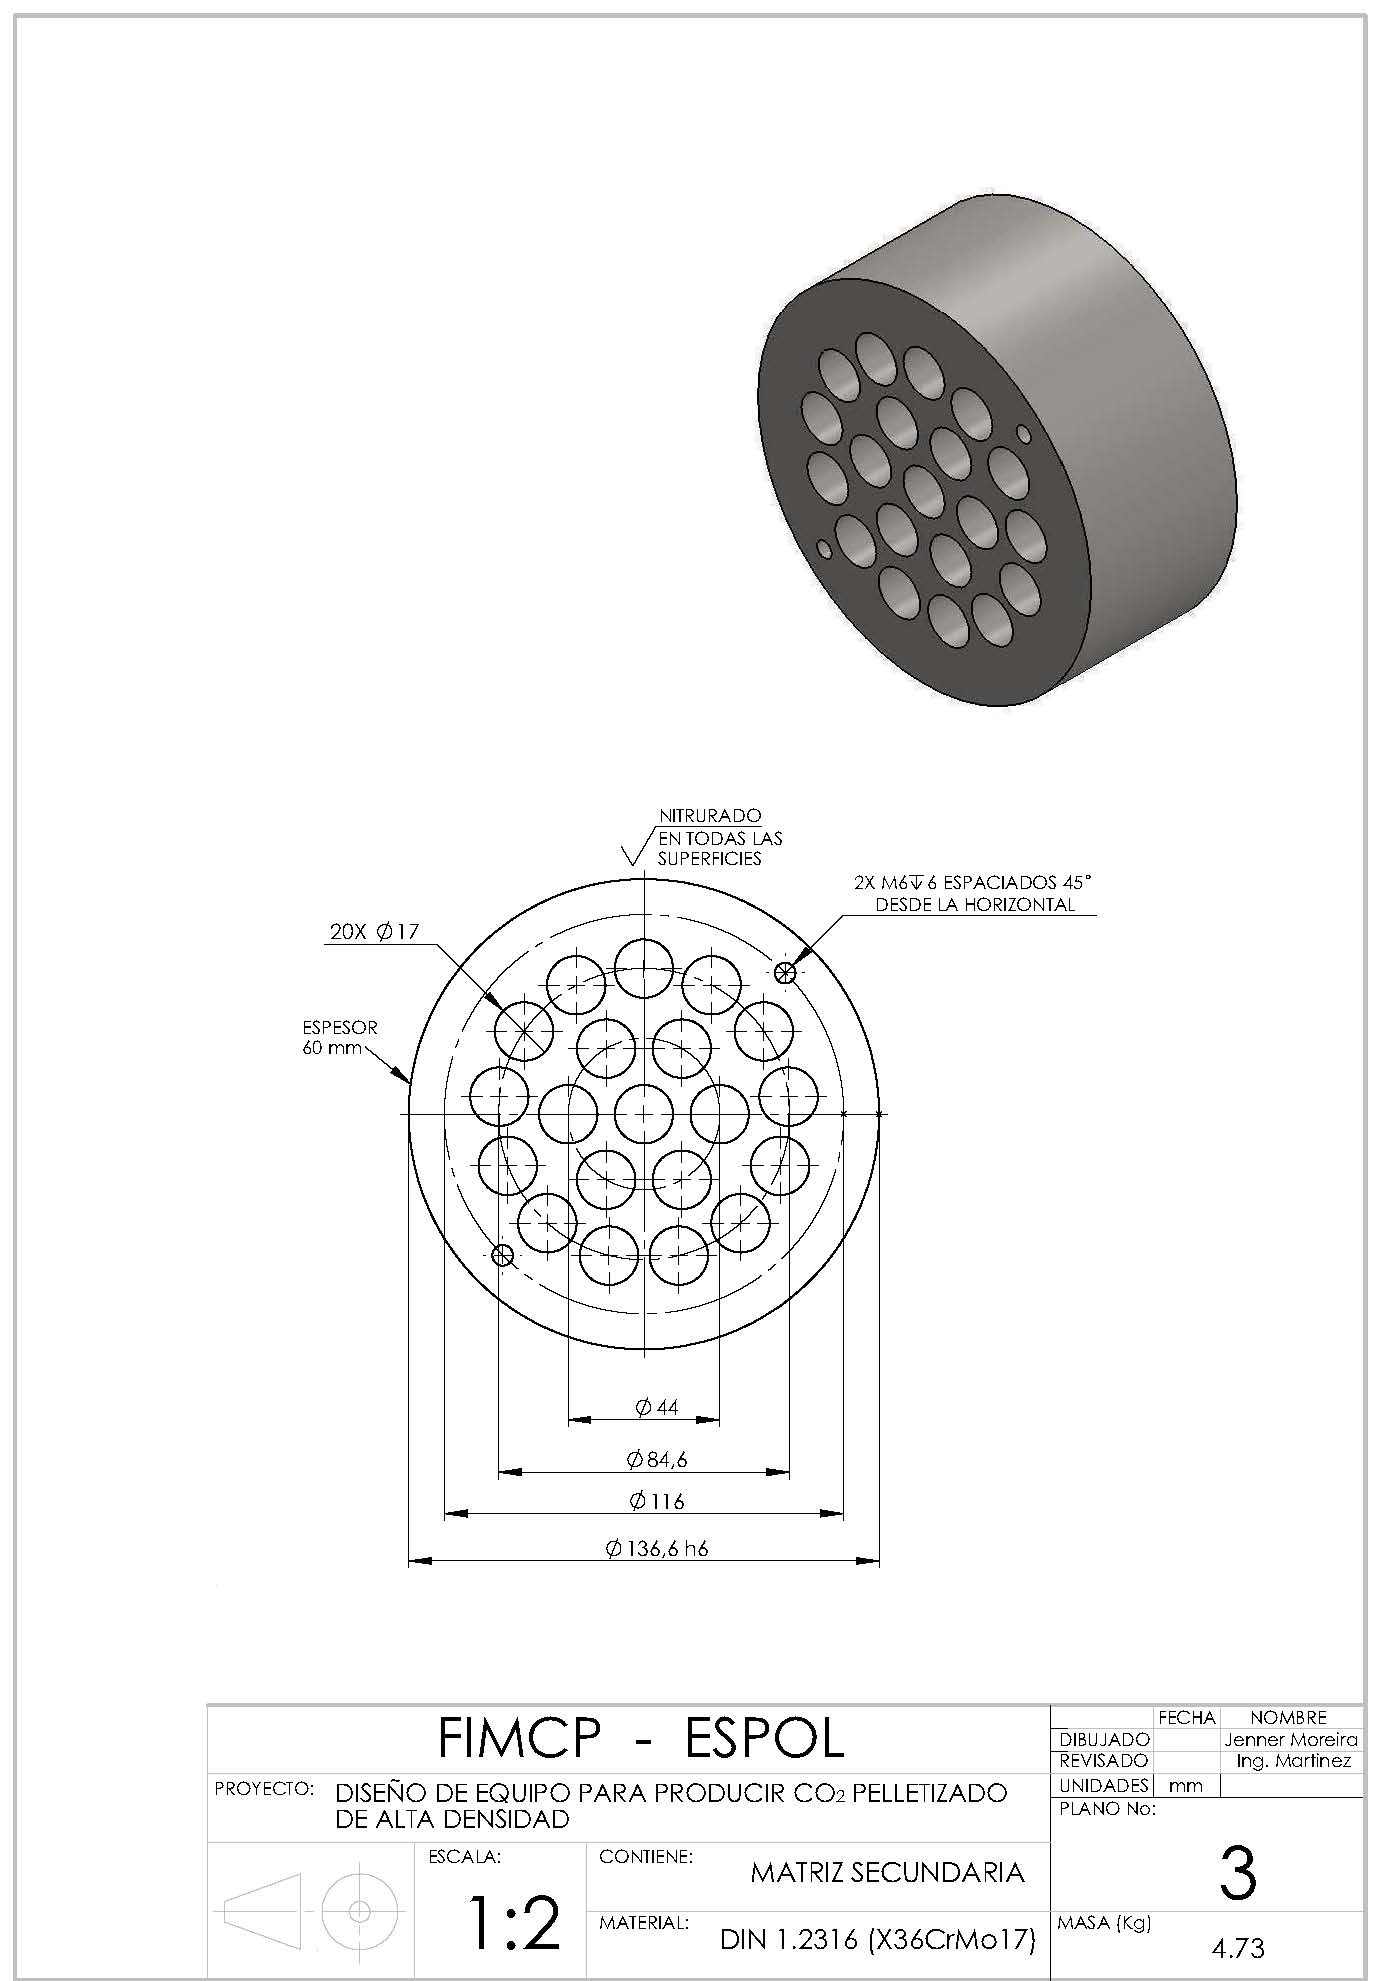 NITRURADO
EN TODAS LAS
SUPERFICIES
2X M6↧6 ESPACIADOS 45°
DESDE LA HORIZONTAL
20X ∅17
ESPESOR
60 mm
∅44
∅84,6
∅116
∅136,6 h6
FIMCP - ESPOL
FECHA NOMBRE
DIBUJADO Jenner Moreira
REVISADO Ing. Martinez
UNIDADES mm
PROYECTO: DISEÑO DE EQUIPO PARA PRODUCIR CO2 PELLETIZADO
DE ALTA DENSIDAD
PLANO No:
3
ESCALA:
1:2
CONTIENE:
MATRIZ SECUNDARIA
MATERIAL:
DIN 1.2316 (X36CrMo17)
MASA (Kg)
4.73